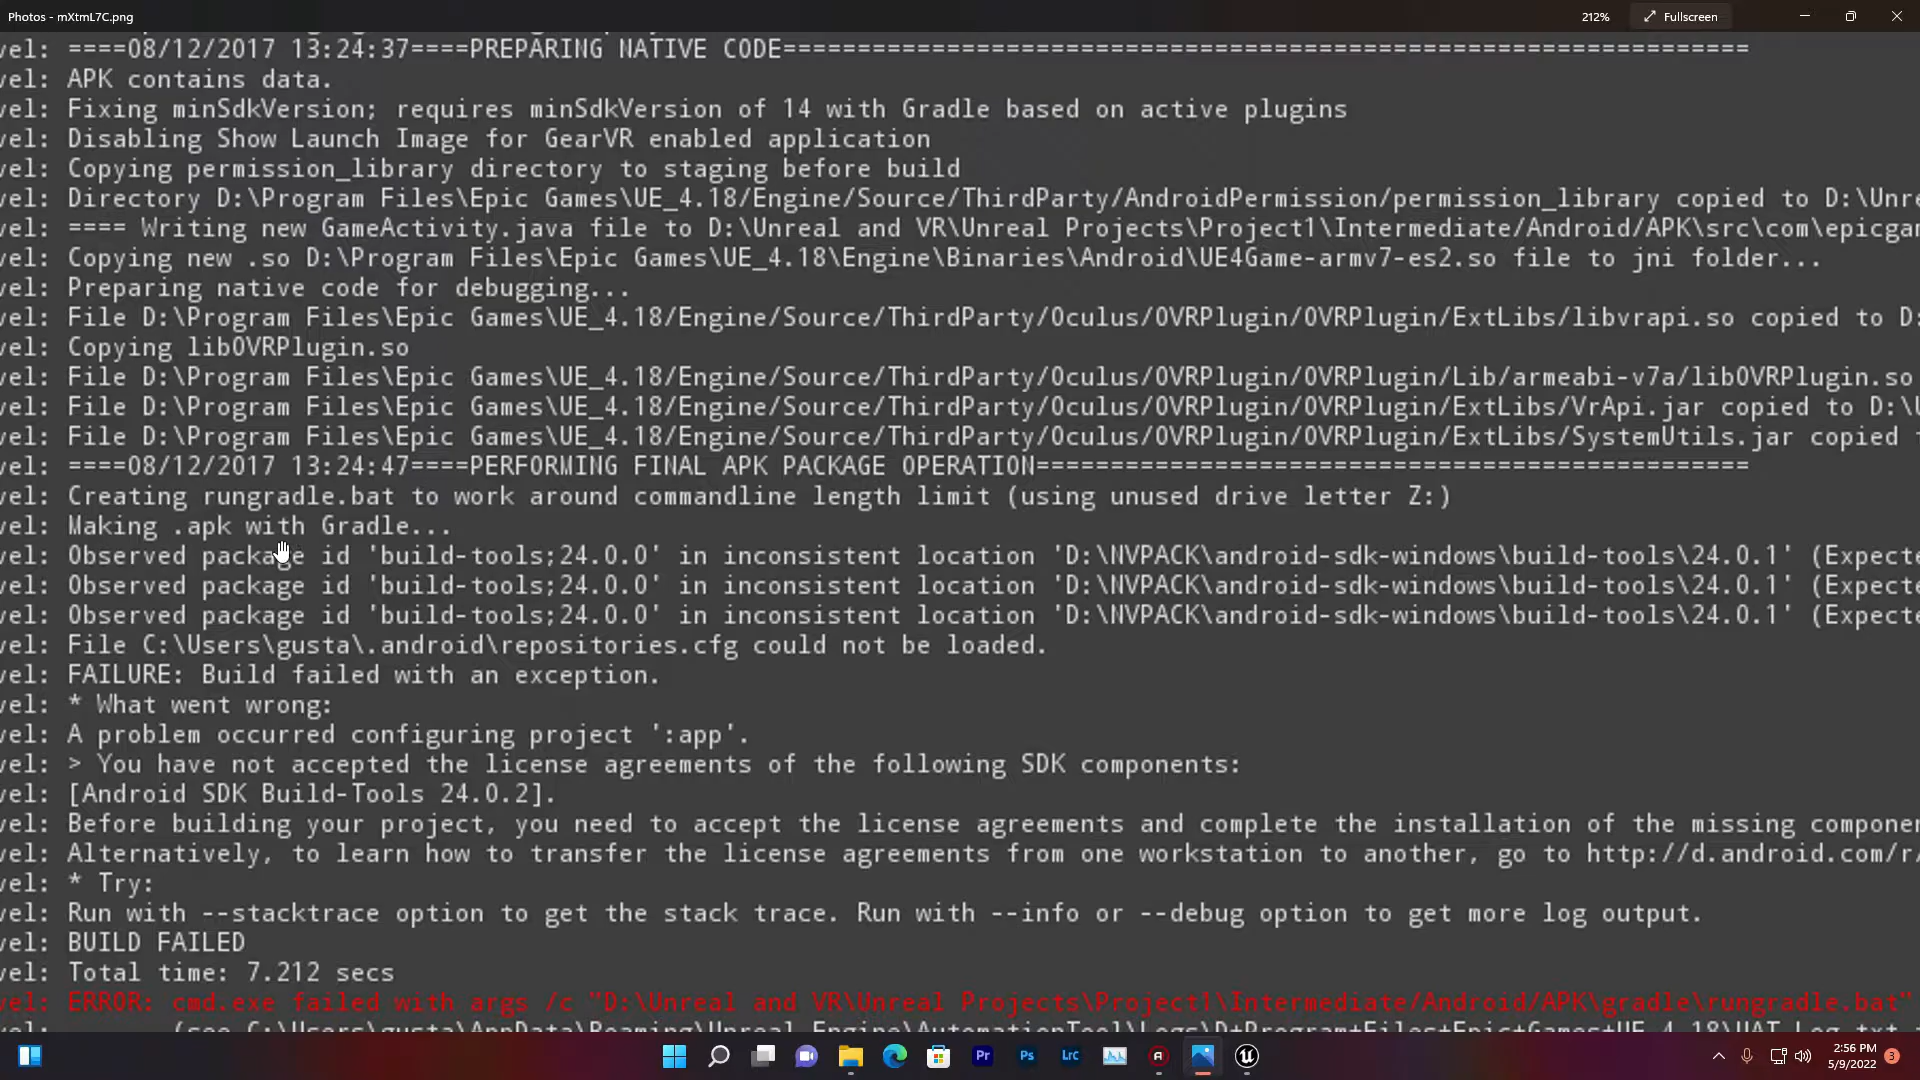 Photos - mXtmL7C.png
212%
Fullscreen
vel: ====08/12/2017 13:24:37====PREPARING NATIVE CODE=================================================================
vel: APK contains data.
vel: Fixing minSdkVersion; requires minSdkVersion of 14 with Gradle based on active plugins
vel: Disabling Show Launch Image for GearVR enabled application
vel: Copying permission_library directory to staging before build
vel: Directory D:\Program Files\Epic Games\UE_4.18/Engine/Source/ThirdParty/AndroidPermission/permission_library copied to D:\Unre
vel: ==== Writing new GameActivity.java file to D:\Unreal and VR\Unreal Projects\Project1\Intermediate/Android/APK\src\com\epicgam
vel: Copying new .so D:\Program Files\Epic Games\UE_4.18\Engine\Binaries\Android\UE4Game-armv7-es2.so file to jni folder...
vel: Preparing native code for debugging...
vel: File D:\Program Files\Epic Games\UE_4.18/Engine/Source/ThirdParty/Oculus/OVRPlugin/OVRPlugin/ExtLibs/libvrapi.so copied to D:
vel: Copying libOVRPlugin.so
vel: File D:\Program Files\Epic Games\UE_4.18/Engine/Source/ThirdParty/Oculus/OVRPlugin/OVRPlugin/Lib/armeabi-v7a/libOVRPlugin.so
vel: File D:\Program Files\Epic Games\UE_4.18/Engine/Source/ThirdParty/Oculus/OVRPlugin/OVRPlugin/ExtLibs/VrApi.jar copied to D:\U
vel: File D:\Program Files\Epic Games\UE_4.18/Engine/Source/ThirdParty/Oculus/OVRPlugin/OVRPlugin/ExtLibs/SystemUtils.jar copied
vel: ====08/12/2017 13:24:47====PERFORMING FINAL APK PACKAGE OPERATION================================================
vel: Creating rungradle.bat to work around commandline length limit (using unused drive letter Z:)
vel: Making .apk with Gradle...
vel: Observed package id 'build-tools;24.0.0' in inconsistent location 'D:\NVPACK\android-sdk-windows\build-tools\24.0.1' (Expecte
vel: Observed package id 'build-tools;24.0.0' in inconsistent location 'D:\NVPACK\android-sdk-windows\build-tools\24.0.1' (Expecte
vel: Observed package id 'build-tools;24.0.0' in inconsistent location 'D:\NVPACK\android-sdk-windows\build-tools\24.0.1' (Expecte
vel: File C:\Users\gusta\.android\repositories.cfg could not be loaded.
vel: FAILURE: Build failed with an exception.
vel: * What went wrong:
vel: A problem occurred configuring project ':app'.
vel: > You have not accepted the license agreements of the following SDK components:
vel: [Android SDK Build-Tools 24.0.2].
vel: Before building your project, you need to accept the license agreements and complete the installation of the missing componen
vel: Alternatively, to learn how to transfer the license agreements from one workstation to another, go to http://d.android.com/r/
vel: * Try:
vel: Run with --stacktrace option to get the stack trace. Run with --info or --debug option to get more log output.
vel: BUILD FAILED
vel: Total time: 7.212 secs
vel: ERROR: cmd.exe failed with args /c "D:\Unreal and VR\Unreal Projects\Project1\Intermediate/Android/APK\gradle\rungradle.bat"
vel: (see C:\Users\gusta\AppData\Roaming\Unreal Engine\AutomationTool\Logs\D+Program+Files+Epic+Games+UE_4.18\UAT_Log.txt
Pr
Ps
Lrc
2:56 PM
5/9/2022
3